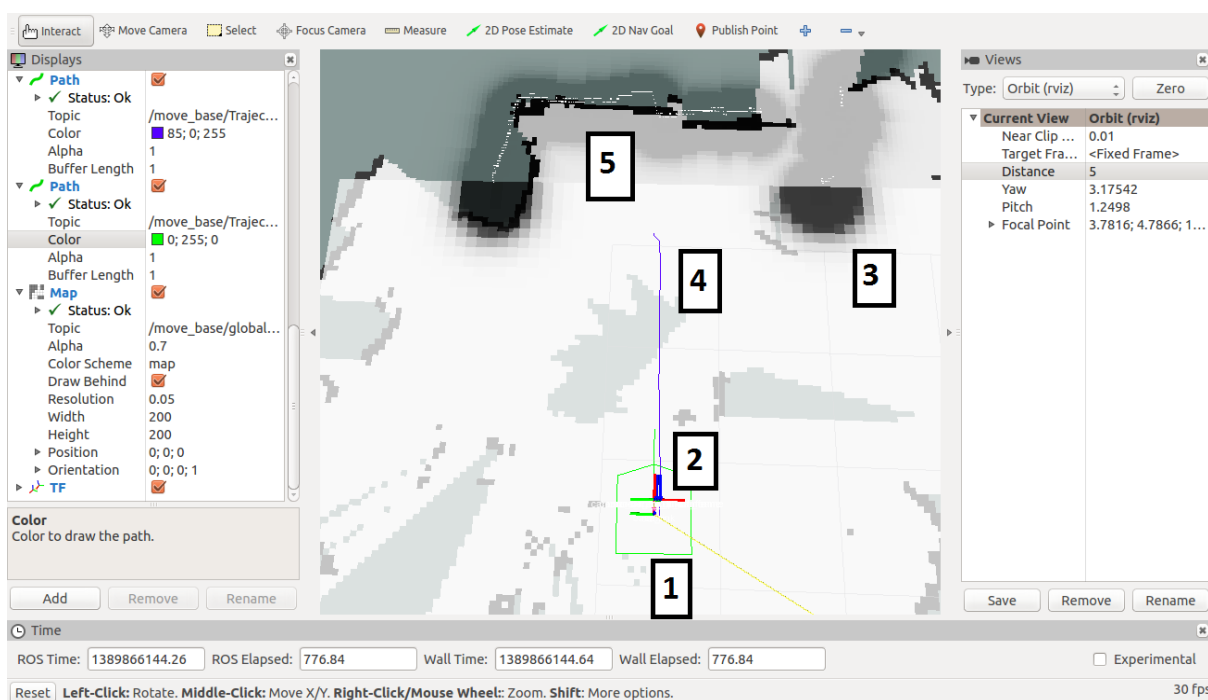 Interact Move Camera Select Focus Camera Measure 2D Pose Estimate 2D Nav Goal Publish Point
Displays
Path
Status: Ok
Topic /move_base/Trajec...
Color 85; 0; 255
Alpha 1
Buffer Length 1
Path
Status: Ok
Topic /move_base/Trajec...
Color 0; 255; 0
Alpha 1
Buffer Length 1
Map
Status: Ok
Topic /move_base/global...
Alpha 0.7
Color Scheme map
Draw Behind
Resolution 0.05
Width 200
Height 200
Position 0; 0; 0
Orientation 0; 0; 0; 1
TF
Color
Color to draw the path.
Add Remove Rename
5
4
3
2
1
Views
Type: Orbit (rviz) Zero
Current View Orbit (rviz)
Near Clip ... 0.01
Target Fra... <Fixed Frame>
Distance 5
Yaw 3.17542
Pitch 1.2498
Focal Point 3.7816; 4.7866; 1...
Save Remove Rename
Time
ROS Time: 1389866144.26 ROS Elapsed: 776.84 Wall Time: 1389866144.64 Wall Elapsed: 776.84 Experimental
Reset Left-Click: Rotate. Middle-Click: Move X/Y. Right-Click/Mouse Wheel:: Zoom. Shift: More options. 30 fps